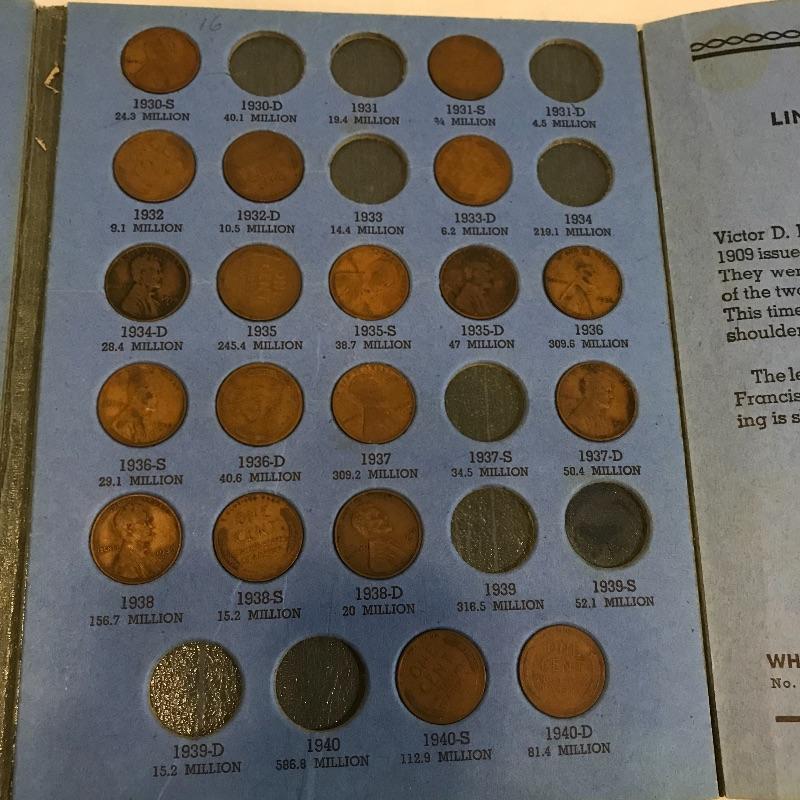 16
1930-S 1930-D 1931 1931-S 1931-D
24.3 MILLION 40.1 MILLION 19.4 MILLION ¾ MILLION 4.5 MILLION
1932 1932-D 1933 1933-D 1934
9.1 MILLION 10.5 MILLION 14.4 MILLION 6.2 MILLION 219.1 MILLION
1934-D 1935 1935-S 1935-D 1936
28.4 MILLION 245.4 MILLION 38.7 MILLION 47 MILLION 309.6 MILLION
1936-S 1936-D 1937 1937-S 1937-D
29.1 MILLION 40.6 MILLION 309.2 MILLION 34.5 MILLION 50.4 MILLION
ONE
CENT
1938 1938-S 1938-D 1939 1939-S
156.7 MILLION 15.2 MILLION 20 MILLION 316.5 MILLION 52.1 MILLION
ONE
CENT
1939-D 1940 1940-S 1940-D
15.2 MILLION 586.8 MILLION 112.9 MILLION 81.4 MILLION
LIN
Victor D.
1909 issue
They wer
of the two
This time
shoulder
The le
Francis
ing is s
WH
No.